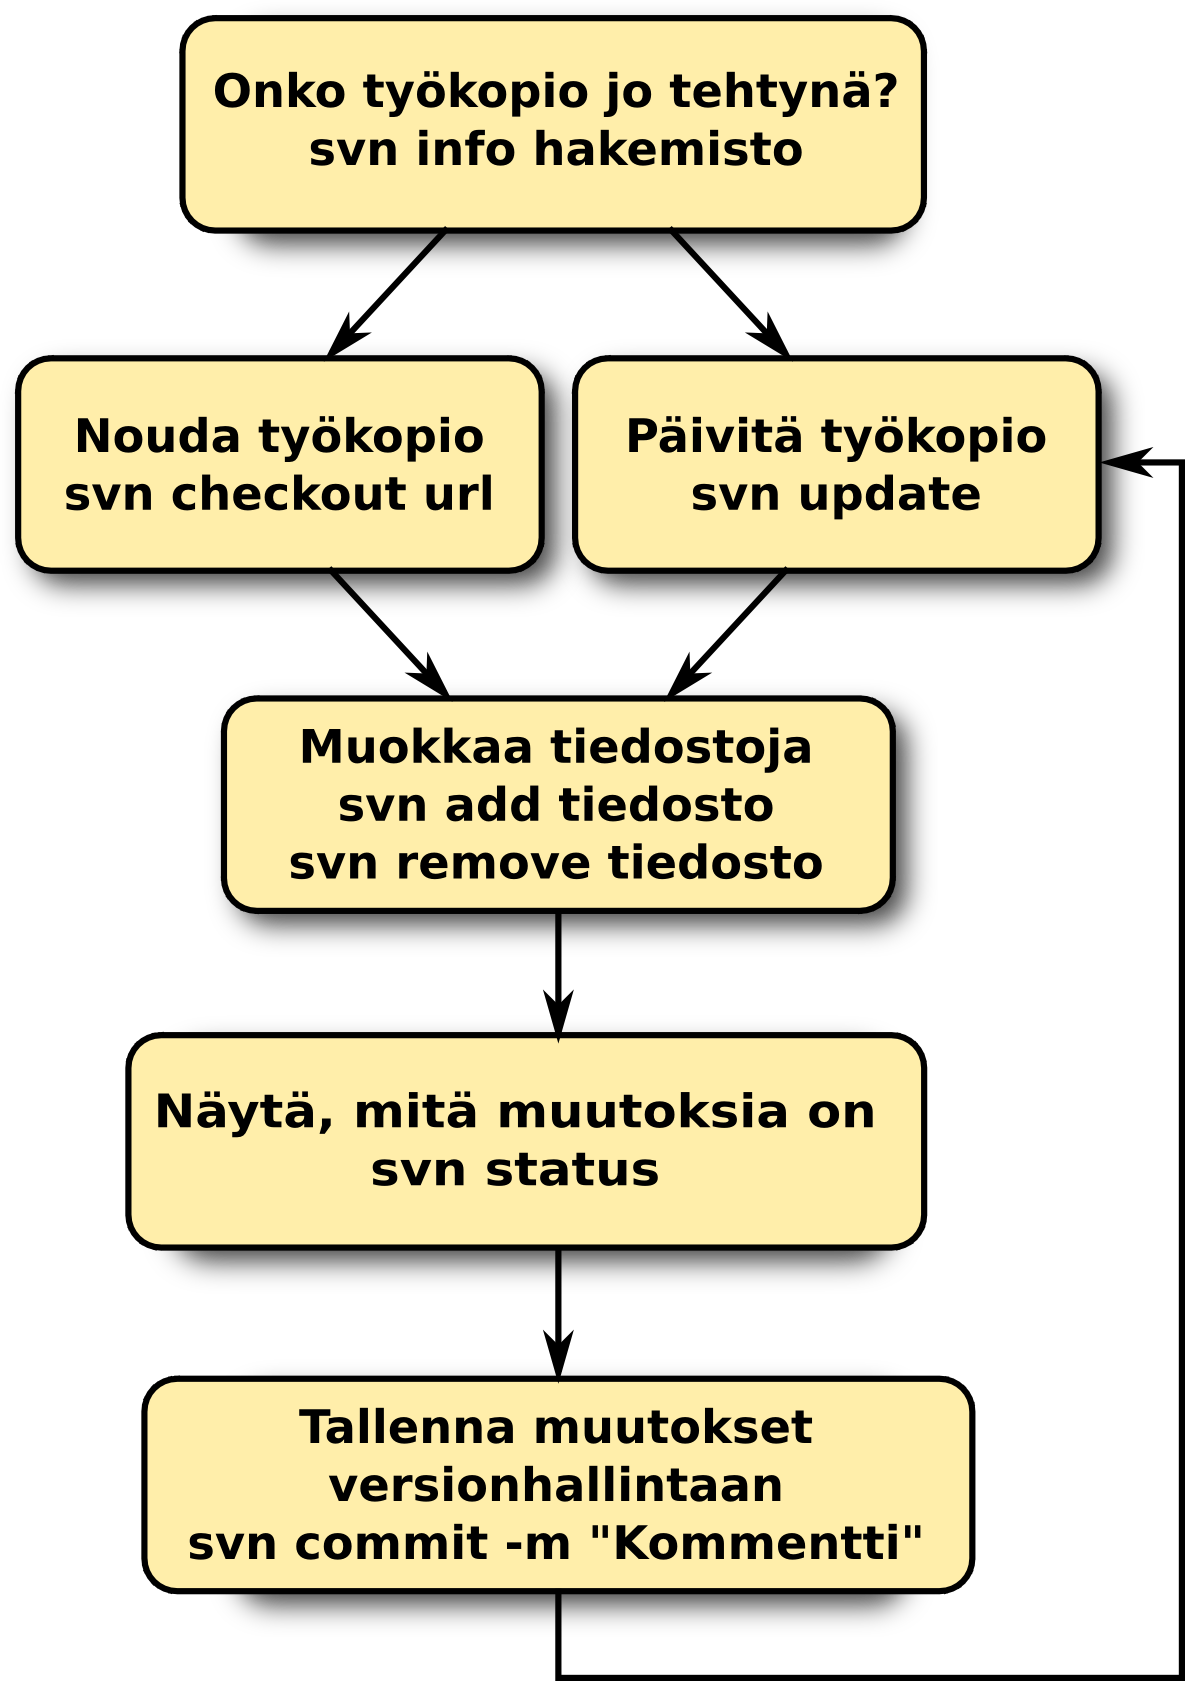 Onko työkopio jo tehtynä?
svn info hakemisto
Nouda työkopio
svn checkout url
Päivitä työkopio
svn update
Muokkaa tiedostoja
svn add tiedosto
svn remove tiedosto
Näytä, mitä muutoksia on
svn status
Tallenna muutokset
versionhallintaan
svn commit -m "Kommentti"